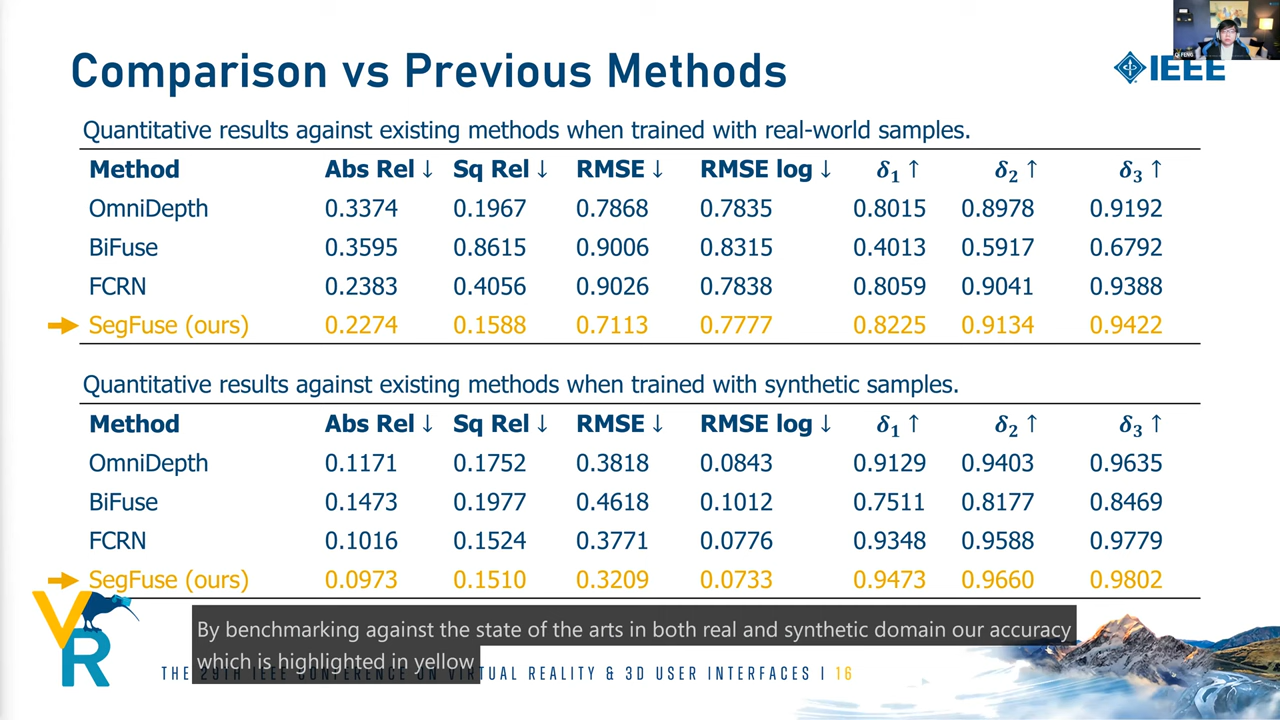 Comparison vs Previous Methods
IEEE
QI FENG
Quantitative results against existing methods when trained with real-world samples.
Method Abs Rel ↓ Sq Rel ↓ RMSE ↓ RMSE log ↓ δ₁ ↑ δ₂ ↑ δ₃ ↑
OmniDepth 0.3374 0.1967 0.7868 0.7835 0.8015 0.8978 0.9192
BiFuse 0.3595 0.8615 0.9006 0.8315 0.4013 0.5917 0.6792
FCRN 0.2383 0.4056 0.9026 0.7838 0.8059 0.9041 0.9388
SegFuse (ours) 0.2274 0.1588 0.7113 0.7777 0.8225 0.9134 0.9422
Quantitative results against existing methods when trained with synthetic samples.
Method Abs Rel ↓ Sq Rel ↓ RMSE ↓ RMSE log ↓ δ₁ ↑ δ₂ ↑ δ₃ ↑
OmniDepth 0.1171 0.1752 0.3818 0.0843 0.9129 0.9403 0.9635
BiFuse 0.1473 0.1977 0.4618 0.1012 0.7511 0.8177 0.8469
FCRN 0.1016 0.1524 0.3771 0.0776 0.9348 0.9588 0.9779
SegFuse (ours) 0.0973 0.1510 0.3209 0.0733 0.9473 0.9660 0.9802
VR
By benchmarking against the state of the arts in both real and synthetic domain our accuracy
which is highlighted in yellow
THE 29TH IEEE CONFERENCE ON VIRTUAL REALITY & 3D USER INTERFACES | 16